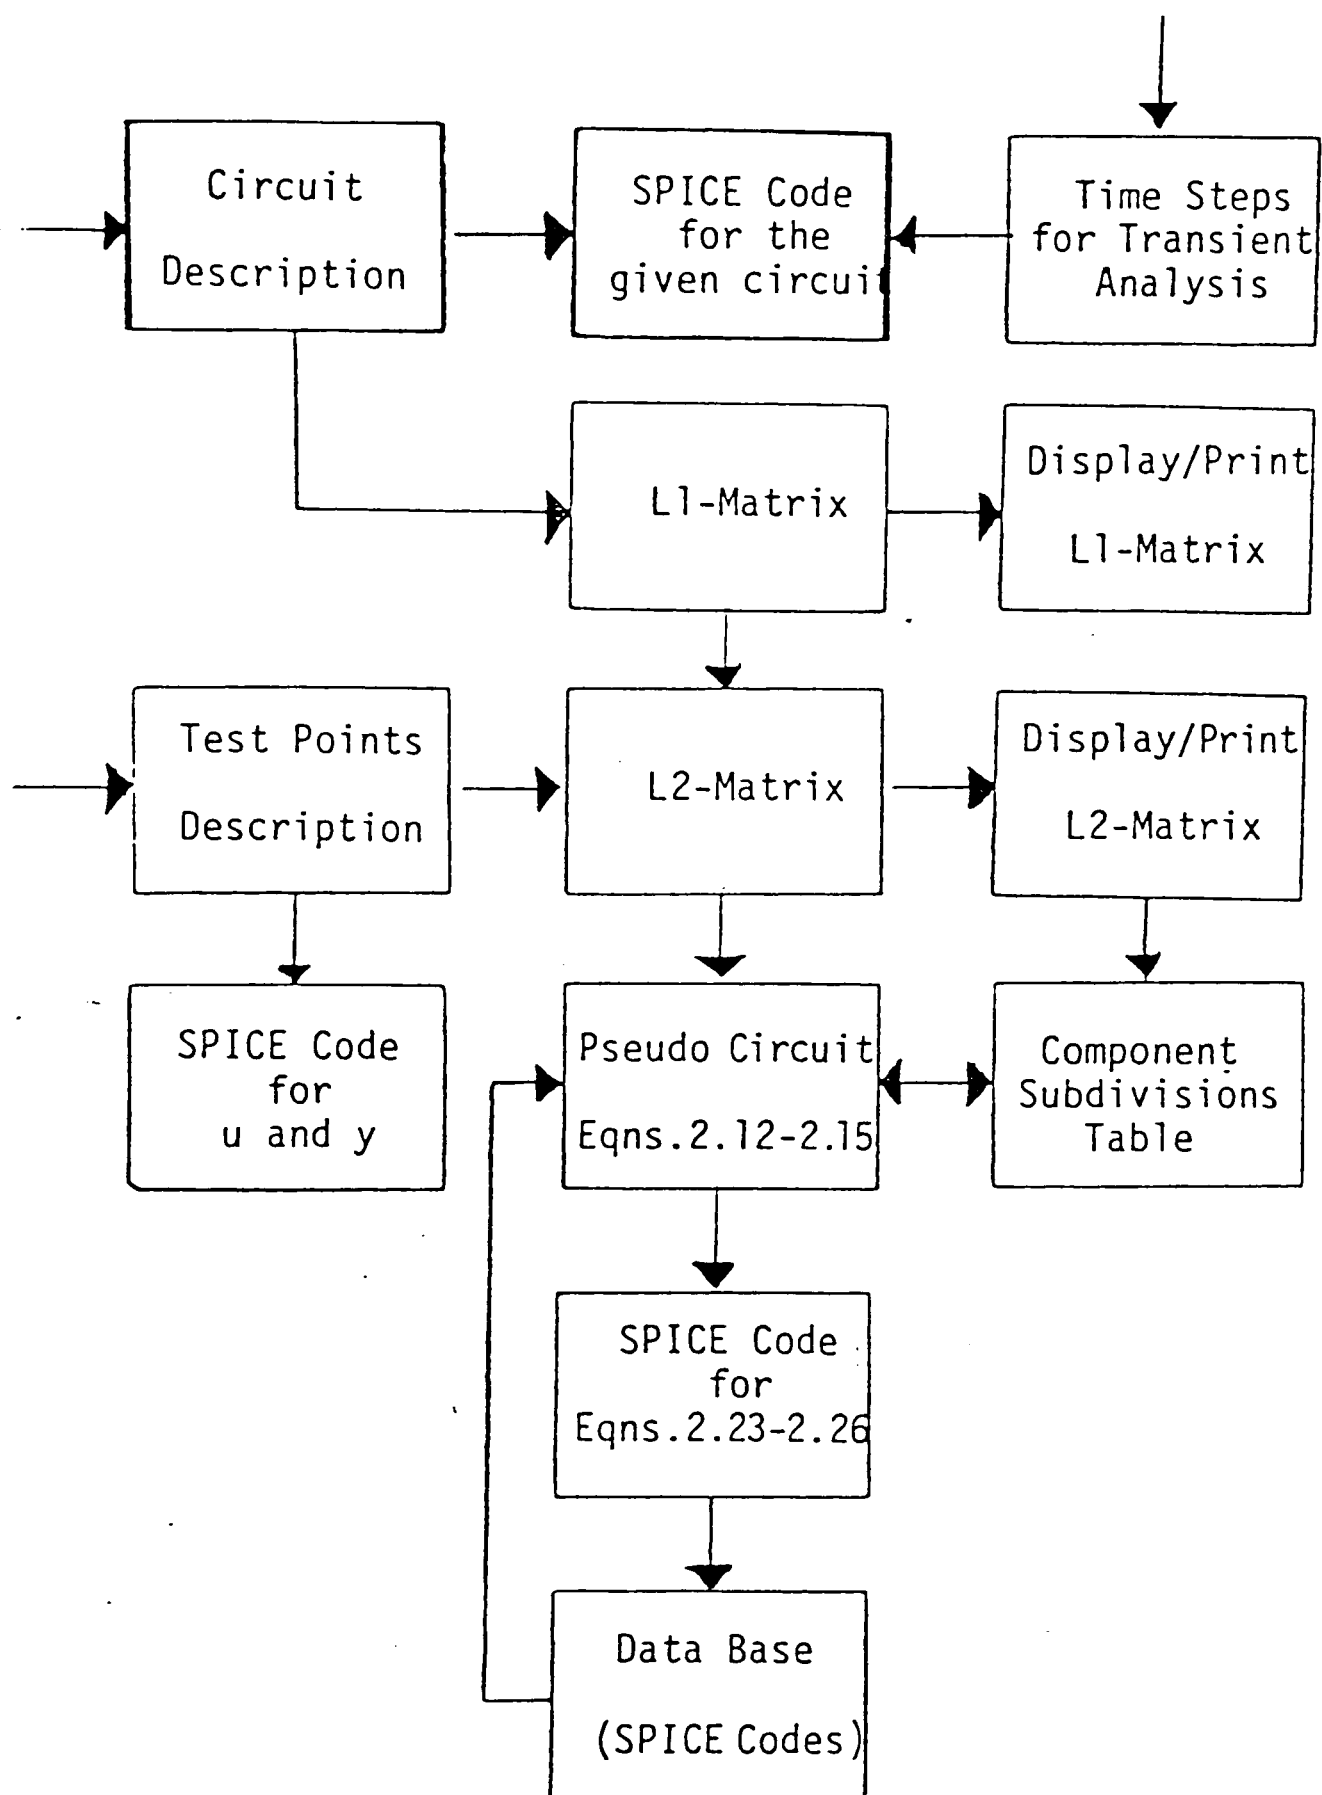 Circuit
Description
SPICE Code
for the
given circuit
Time Steps
for Transient
Analysis
L1-Matrix
Display/Print
L1-Matrix
Test Points
Description
L2-Matrix
Display/Print
L2-Matrix
SPICE Code
for
u and y
Pseudo Circuit
Eqns.2.12-2.15
Component
Subdivisions
Table
SPICE Code
for
Eqns.2.23-2.26
Data Base
(SPICE Codes)